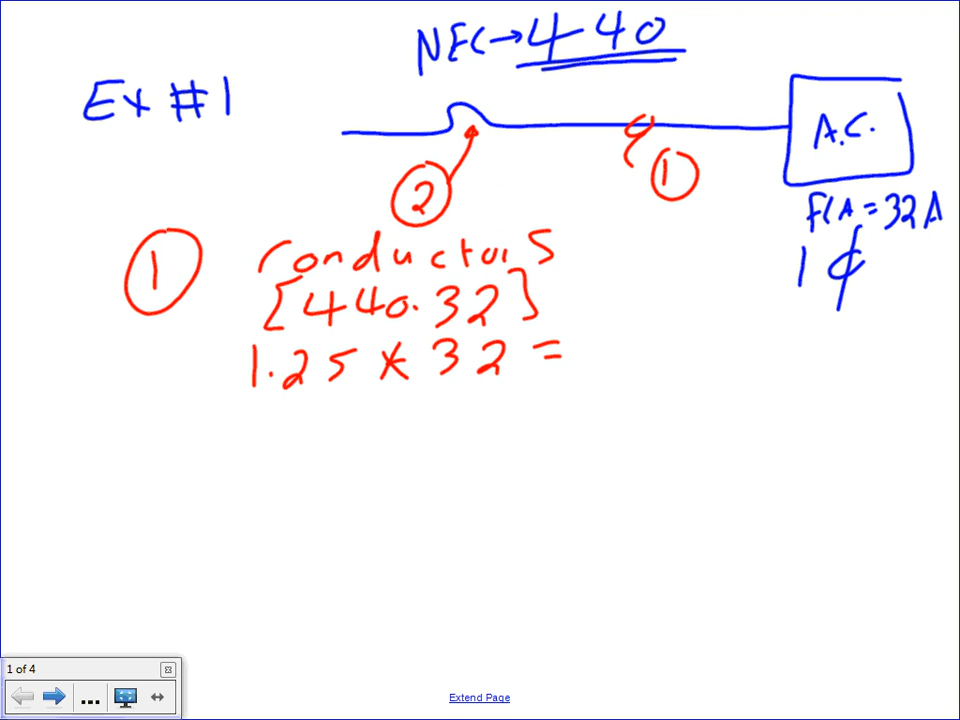 NEC→440
Ex #1
A.C.
1
2
FLA = 32A
1 ¢
1 Conductors
[440.32]
1.25 * 32 =
1 of 4
...
Extend Page